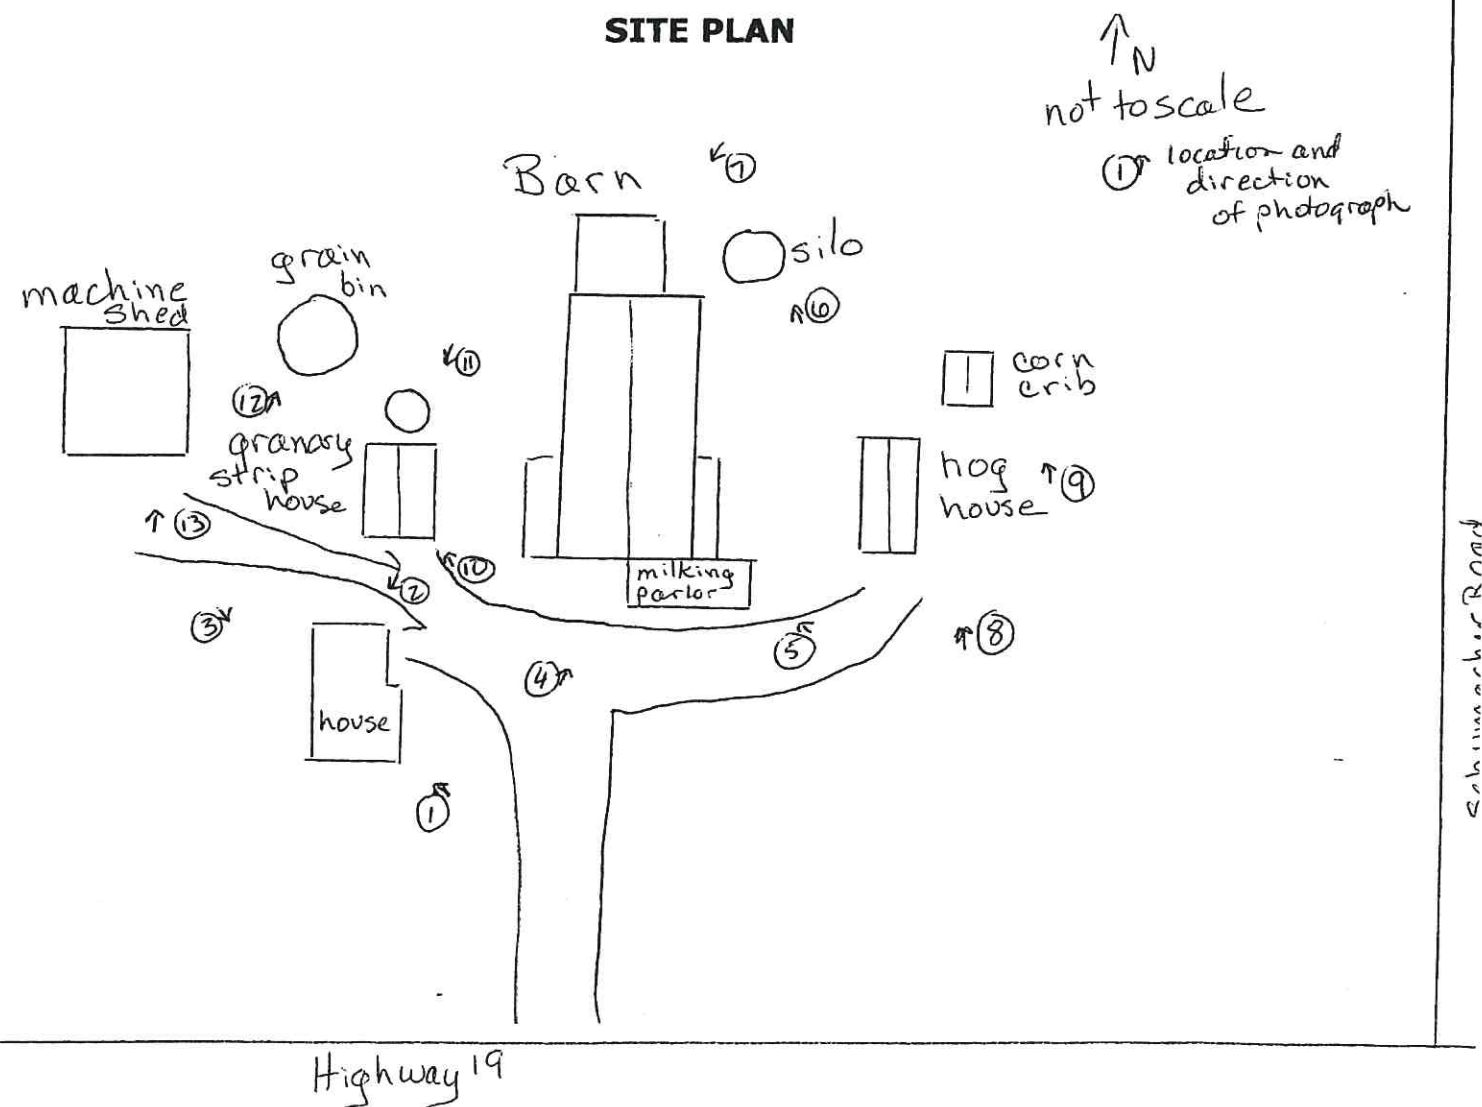 SITE PLAN
N
not to scale
1 location and
direction
of photograph
Barn
7
silo
grain
bin
machine
shed
6
11
corn
crib
12
granary
strip
house
hog
house
9
13
10
milking
parlor
2
3
8
5
4
house
1
Schumacher Road
Highway 19